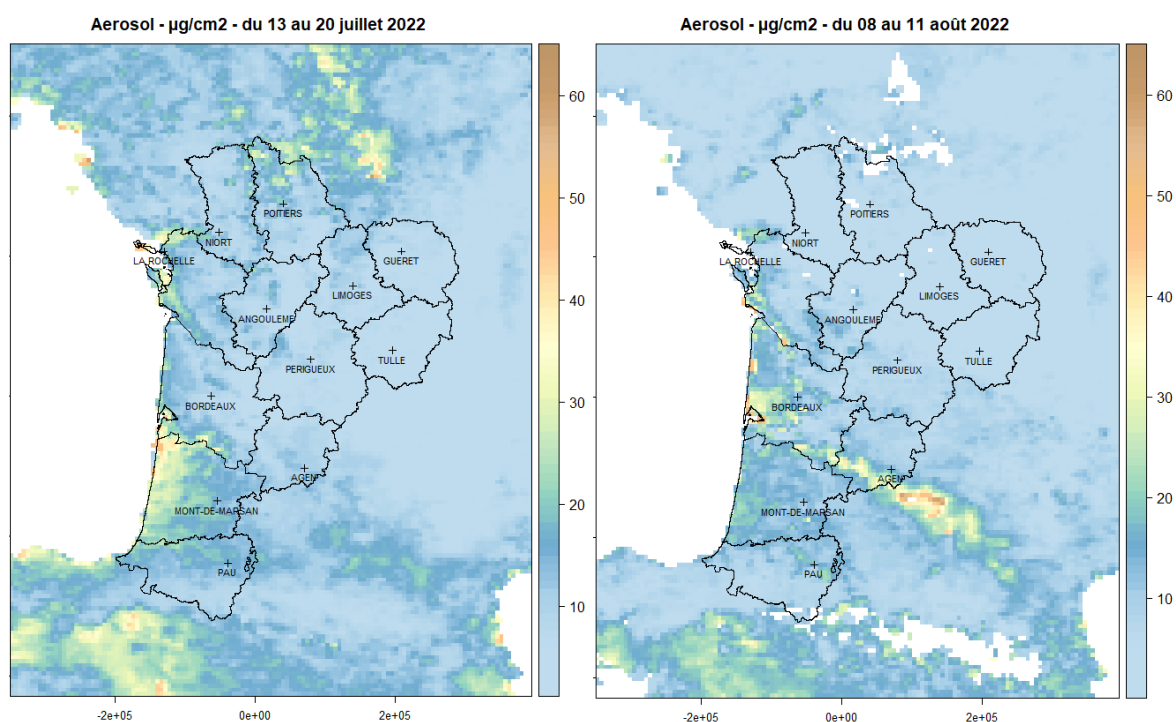 Aerosol - µg/cm2 - du 13 au 20 juillet 2022
60
50
40
30
20
10
POITIERS
NIORT
LA ROCHELLE
GUERET
LIMOGES
ANGOULEME
TULLE
PERIGUEUX
BORDEAUX
AGEN
MONT-DE-MARSAN
PAU
-2e+05 0e+00 2e+05
Aerosol - µg/cm2 - du 08 au 11 août 2022
60
50
40
30
20
10
POITIERS
NIORT
LA ROCHELLE
GUERET
LIMOGES
ANGOULEME
TULLE
PERIGUEUX
BORDEAUX
AGEN
MONT-DE-MARSAN
PAU
-2e+05 0e+00 2e+05